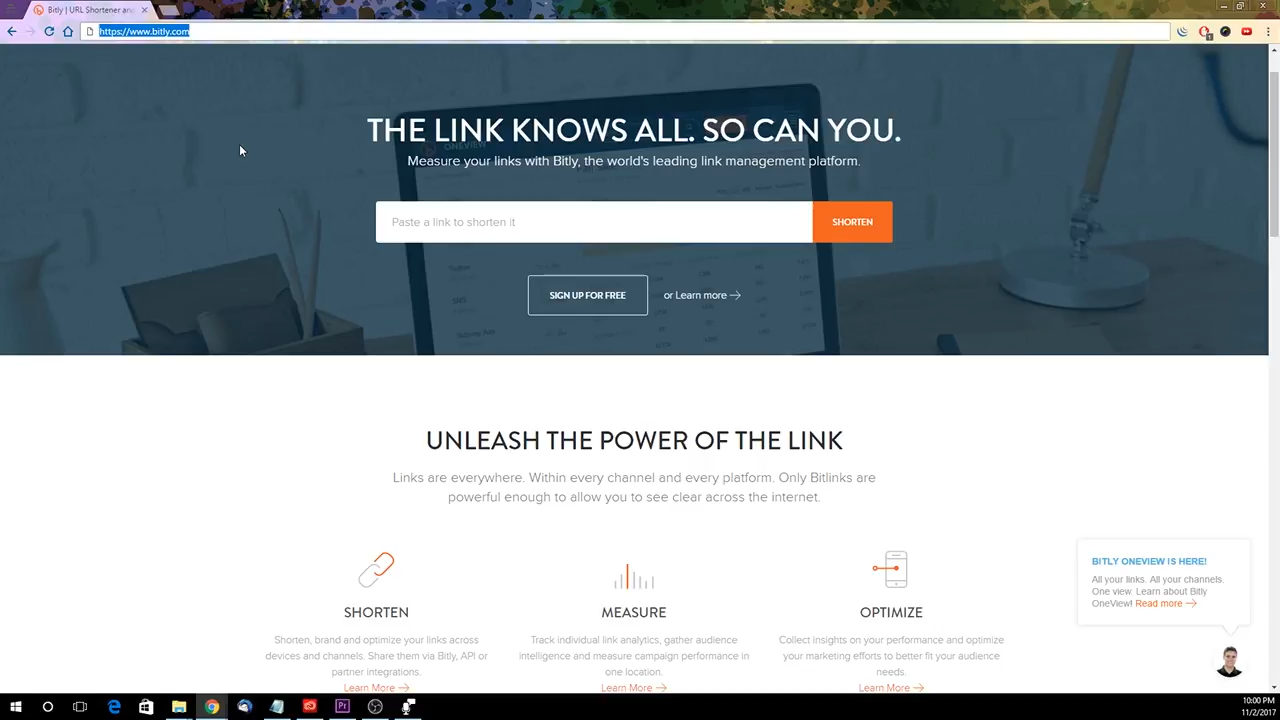 Bitly | URL Shortener an
https://www.bitly.com
THE LINK KNOWS ALL. SO CAN YOU.
Measure your links with Bitly, the world's leading link management platform.
Paste a link to shorten it
SHORTEN
SIGN UP FOR FREE
or Learn more →
UNLEASH THE POWER OF THE LINK
Links are everywhere. Within every channel and every platform. Only Bitlinks are
powerful enough to allow you to see clear across the internet.
SHORTEN
Shorten, brand and optimize your links across
devices and channels. Share them via Bitly, API or
partner integrations.
Learn More →
MEASURE
Track individual link analytics, gather audience
intelligence and measure campaign performance in
one location.
Learn More →
OPTIMIZE
Collect insights on your performance and optimize
your marketing efforts to better fit your audience
needs.
Learn More →
BITLY ONEVIEW IS HERE!
All your links. All your channels.
One view. Learn about Bitly
OneView! Read more →
Pr
10:00 PM
11/2/2017